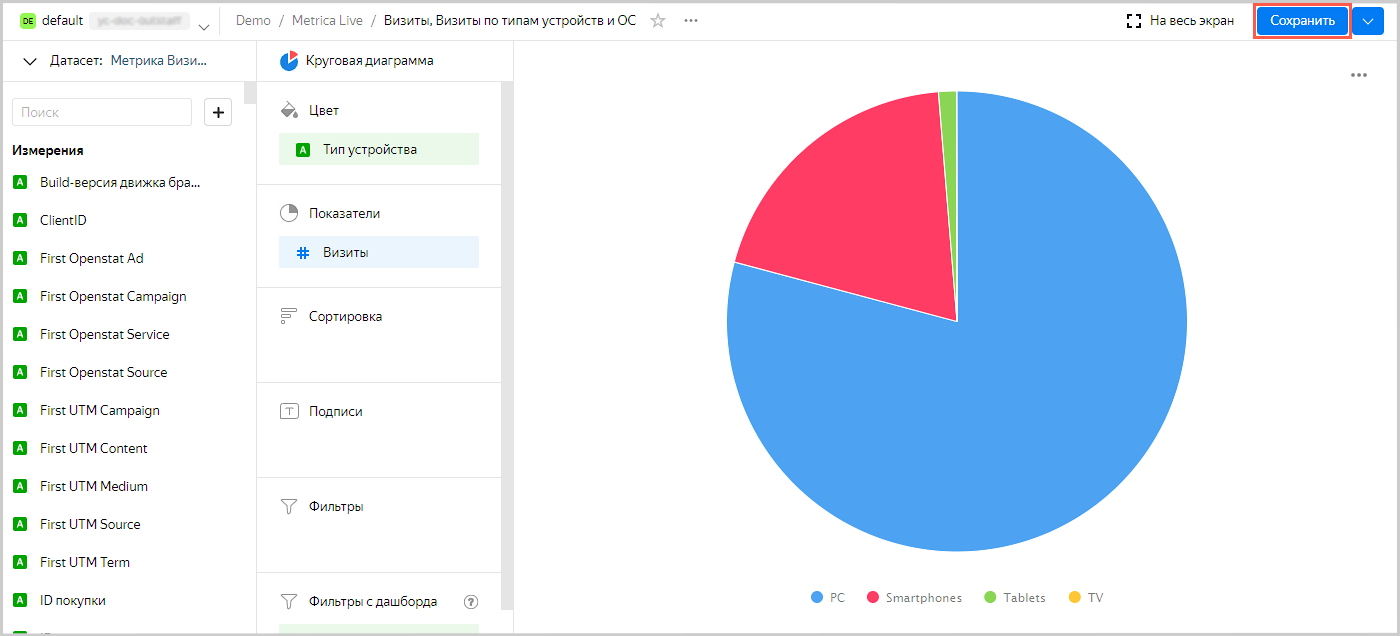 DE default
Demo / Metrica Live / Визиты, Визиты по типам устройств и ОС
На весь экран
Сохранить
Датасет: Метрика Визи...
Поиск
Измерения
A Build-версия движка бра...
A ClientID
A First Openstat Ad
A First Openstat Campaign
A First Openstat Service
A First Openstat Source
A First UTM Campaign
A First UTM Content
A First UTM Medium
A First UTM Source
A First UTM Term
A ID покупки
Круговая диаграмма
Цвет
A Тип устройства
Показатели
# Визиты
Сортировка
T Подписи
Фильтры
Фильтры с дашборда ?
PC Smartphones Tablets TV